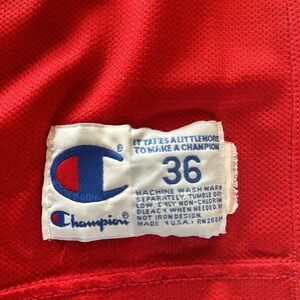 IT TAKES A LITTLE MORE
TO MAKE A CHAMPION
36
MACHINE WASH WARM
SEPARATELY. TUMBLE DRY
LOW. ONLY NON-CHLORINE
BLEACH WHEN NEEDED.
NOT IRON DESIGN.
MADE IN U.S.A. RN
Champion